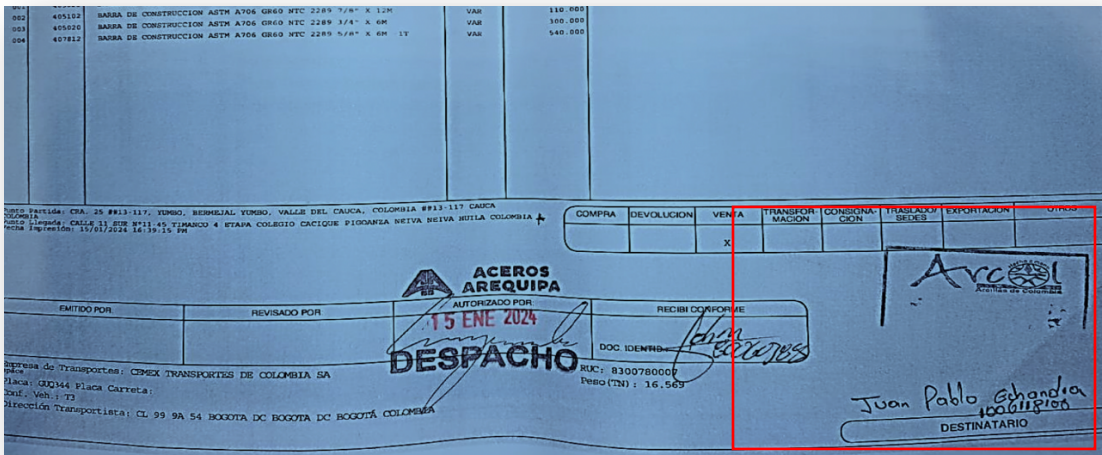 002 405102 BARRA DE CONSTRUCCION ASTM A706 GR60 NTC 2289 7/8" X 12M VAR 110.000
003 405020 BARRA DE CONSTRUCCION ASTM A706 GR60 NTC 2289 3/4" X 6M VAR 300.000
004 407812 BARRA DE CONSTRUCCION ASTM A706 GR60 NTC 2289 5/8" X 6M -1T VAR 540.000
Punto Partida: CRA. 25 ##13-117, YUMBO, BERMEJAL YUMBO, VALLE DEL CAUCA, COLOMBIA ##13-117 CAUCA
COLOMBIA
Punto Llegada: CALLE 13 SUR N°11-45 TIMANCO 4 ETAPA COLEGIO CACIQUE PIGOANZA NEIVA NEIVA HUILA COLOMBIA
Fecha Impresión: 15/01/2024 16:39:15 PM
COMPRA DEVOLUCION VENTA TRANSFORMACION CONSIGNACION TRASLADO/SEDES EXPORTACION OTROS
X
ACEROS
AREQUIPA
Arcol
Arcillas de Colombia
EMITIDO POR REVISADO POR AUTORIZADO POR RECIBI CONFORME
15 ENE 2024
DOC. IDENTID
DESPACHO
Empresa de Transportes: CEMEX TRANSPORTES DE COLOMBIA SA
RUC: 8300780007
Placa: GUQ344 Placa Carreta:
Peso(TN) : 16.569
Conf. Veh.: T3
Dirección Transportista: CL 99 9A 54 BOGOTA DC BOGOTA DC BOGOTÁ COLOMBIA
Juan Pablo Echandia
DESTINATARIO